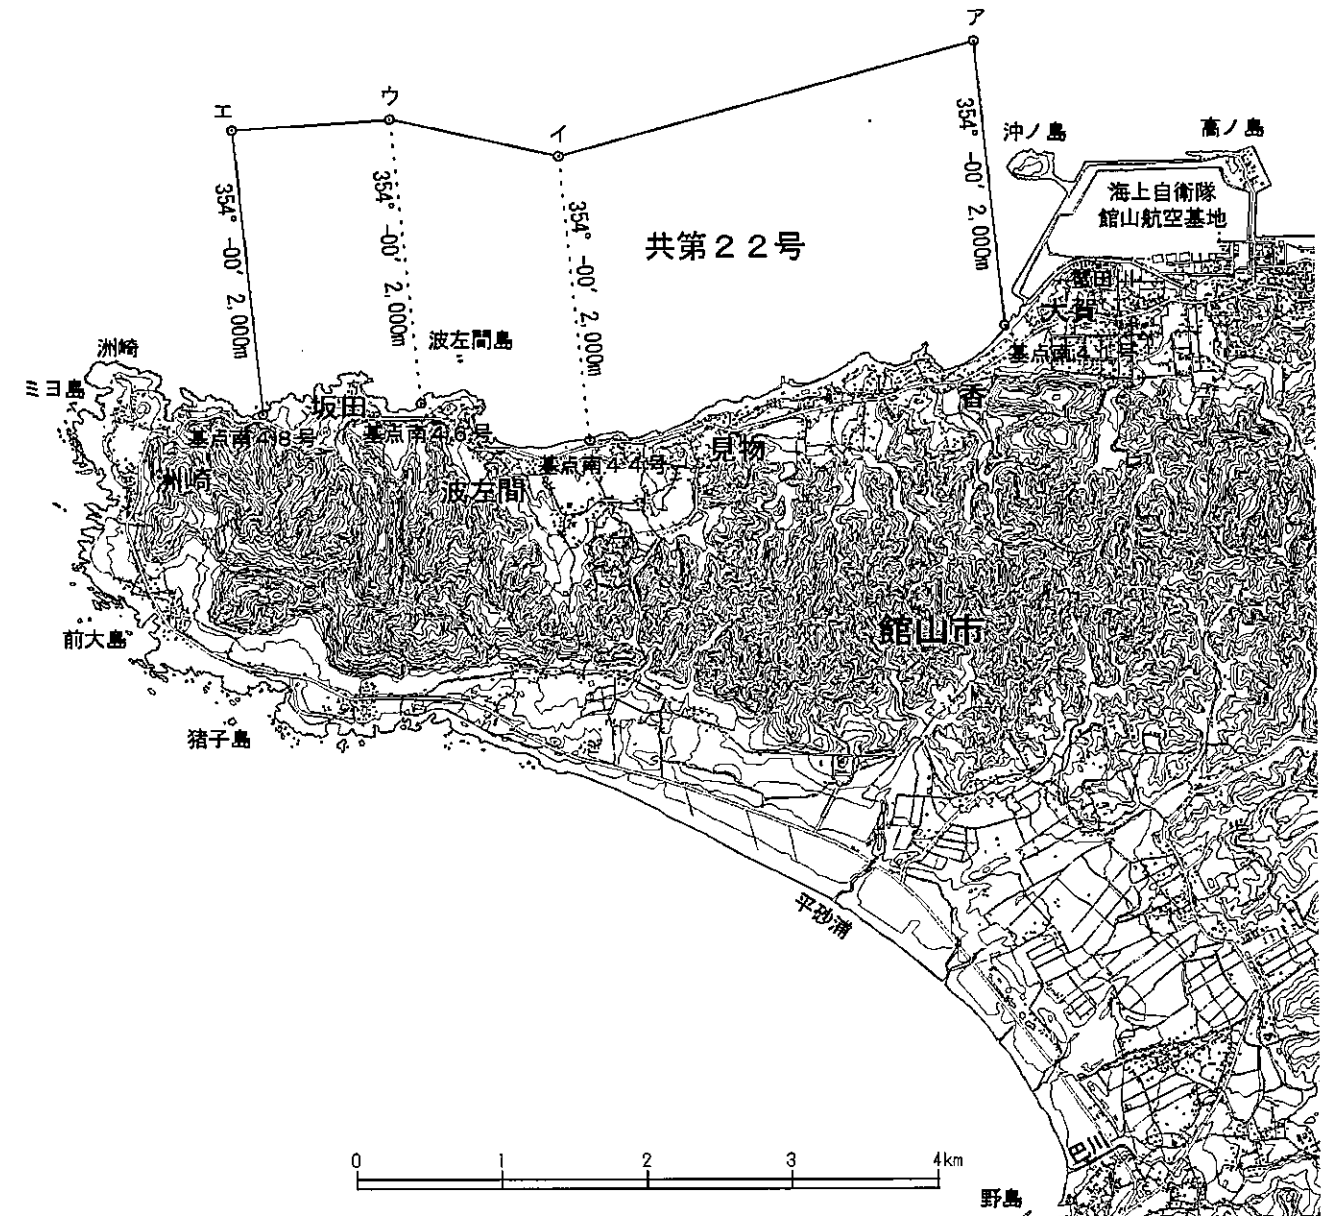 ア
ウ
エ
イ
沖ノ島
高ノ島
海上自衛隊
館山航空基地
354° -00′ 2,000m
354° -00′ 2,000m
354° -00′ 2,000m
354° -00′ 2,000m
共第22号
蟹田川
大賀
波左間島
洲崎
基点南41号
ミヨ島
坂田
香
基点南48号
基点南46号
見物
基点南44号
洲崎
波左間
館山市
前大島
猪子島
平砂浦
巴川
0 1 2 3 4km
野島